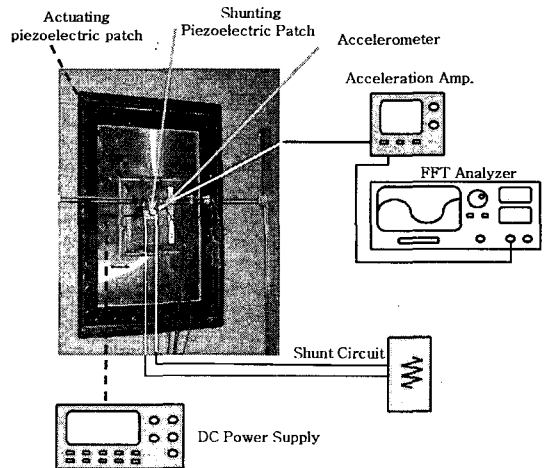 Actuating
piezoelectric patch
Shunting
Piezoelectric Patch
Accelerometer
Acceleration Amp.
FFT Analyzer
Shunt Circuit
DC Power Supply